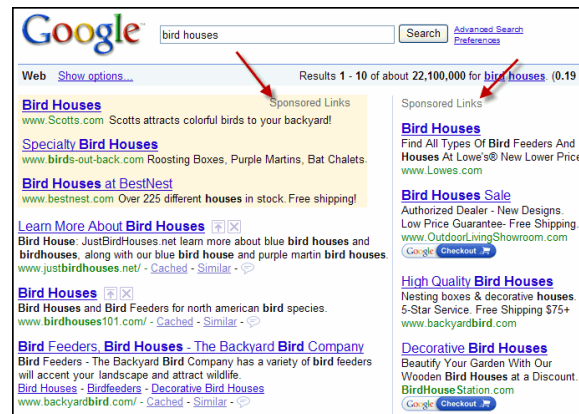 Google™
bird houses
Search
Advanced Search
Preferences
Web Show options...
Results 1 - 10 of about 22,100,000 for bird houses. (0.19
Sponsored Links
Bird Houses
www.Scotts.com Scotts attracts colorful birds to your backyard!
Specialty Bird Houses
www.birds-out-back.com Roosting Boxes, Purple Martins, Bat Chalets.
Bird Houses at BestNest
www.bestnest.com Over 225 different houses in stock. Free shipping!
Learn More About Bird Houses
Bird House: JustBirdHouses.net learn more about blue bird houses and
birdhouses, along with our blue bird house and purple martin bird houses.
www.justbirdhouses.net/ - Cached - Similar -
Bird Houses
Bird Houses and Bird Feeders for north american bird species.
www.birdhouses101.com/ - Cached - Similar -
Bird Feeders, Bird Houses - The Backyard Bird Company
Bird Feeders - The Backyard Bird Company has a variety of bird feeders
will accent your landscape and attract wildlife.
Bird Houses - Birdfeeders - Decorative Bird Houses
www.backyardbird.com/ - Cached - Similar -
Sponsored Links
Bird Houses
Find All Types Of Bird Feeders And
Houses At Lowe's® New Lower Price
www.Lowes.com
Bird Houses Sale
Authorized Dealer - New Designs.
Low Price Guarantee- Free Shipping.
www.OutdoorLivingShowroom.com
Google Checkout
High Quality Bird Houses
Nesting boxes & decorative houses.
5-Star Service. Free Shipping $75+
www.backyardbird.com
Decorative Bird Houses
Beautify Your Garden With Our
Wooden Bird Houses at a Discount.
BirdHouseStation.com
Google Checkout